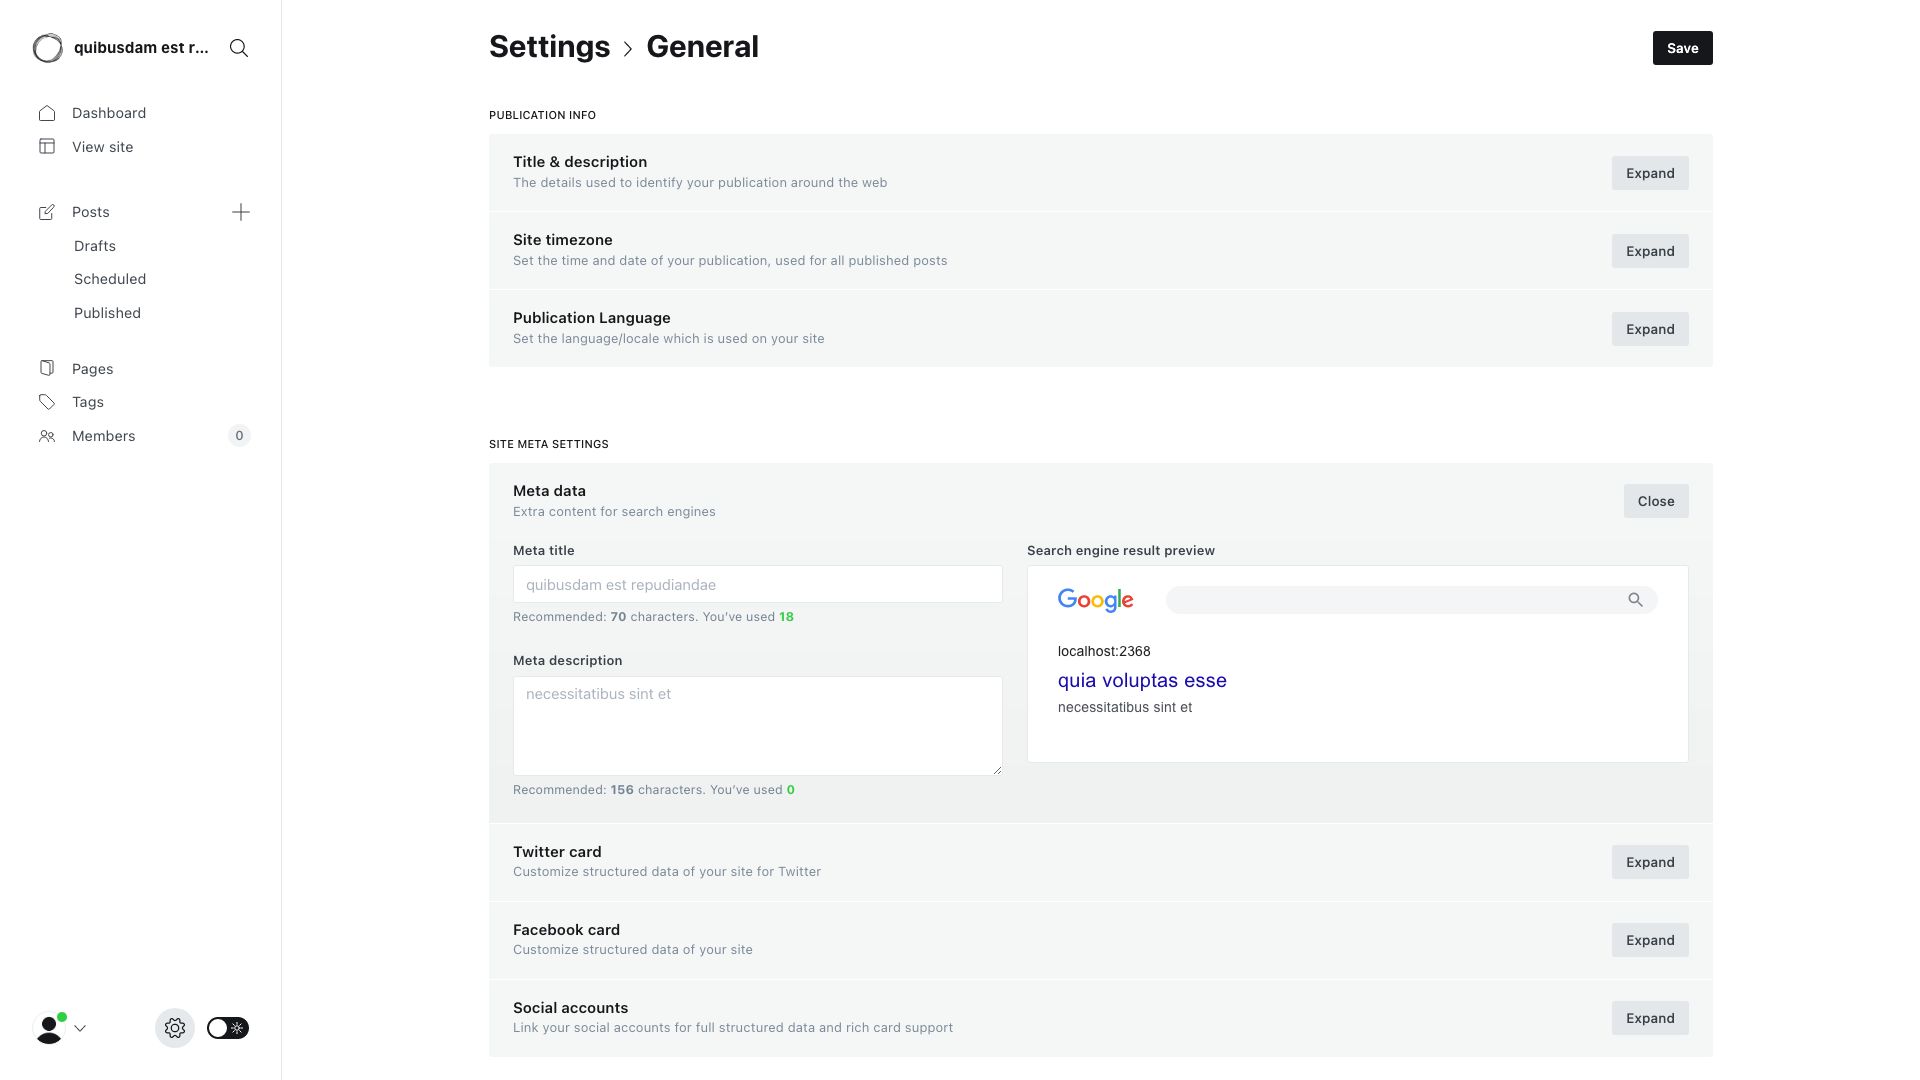 quibusdam est r...
Dashboard
View site
Posts
Drafts
Scheduled
Published
Pages
Tags
Members
0
Settings
General
Save
PUBLICATION INFO
Title & description
The details used to identify your publication around the web
Expand
Site timezone
Set the time and date of your publication, used for all published posts
Expand
Publication Language
Set the language/locale which is used on your site
Expand
SITE META SETTINGS
Meta data
Extra content for search engines
Close
Meta title
quibusdam est repudiandae
Recommended: 70 characters. You've used 18
Meta description
necessitatibus sint et
Recommended: 156 characters. You've used 0
Search engine result preview
Google
localhost:2368
quia voluptas esse
necessitatibus sint et
Twitter card
Customize structured data of your site for Twitter
Expand
Facebook card
Customize structured data of your site
Expand
Social accounts
Link your social accounts for full structured data and rich card support
Expand